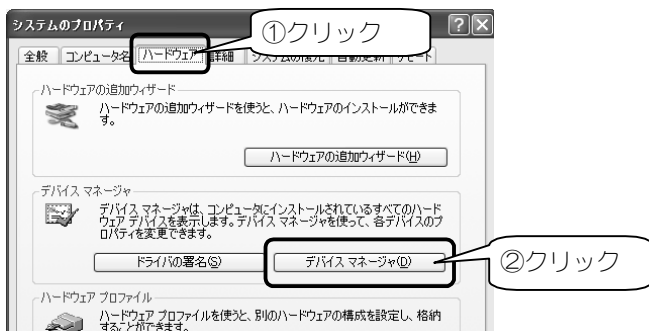 システムのプロパティ
①クリック
全般 コンピュータ名 ハードウェア 詳細 システムの復元 自動更新 リモート
ハードウェアの追加ウィザード
ハードウェアの追加ウィザードを使うと、ハードウェアのインストールができま
す。
ハードウェアの追加ウィザード(H)
デバイス マネージャ
デバイス マネージャは、コンピュータにインストールされているすべてのハード
ウェア デバイスを表示します。デバイス マネージャを使って、各デバイスのプ
ロパティを変更できます。
ドライバの署名(S) デバイス マネージャ(D)
②クリック
ハードウェア プロファイル
ハードウェア プロファイルを使うと、別のハードウェアの構成を設定し、格納
することができます。